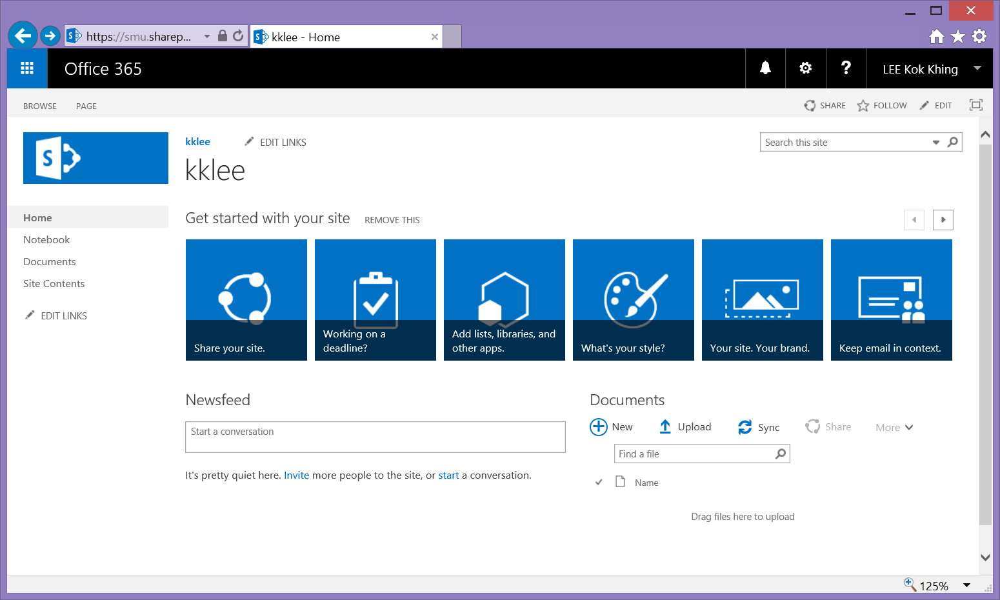 https://smu.sharep...
kklee - Home
Office 365
LEE Kok Khing
BROWSE
PAGE
SHARE
FOLLOW
EDIT
S
kklee
EDIT LINKS
Search this site
kklee
Home
Notebook
Documents
Site Contents
EDIT LINKS
Get started with your site
REMOVE THIS
Share your site.
Working on a
deadline?
Add lists, libraries, and
other apps.
What's your style?
Your site. Your brand.
Keep email in context.
Newsfeed
Start a conversation
It's pretty quiet here. Invite more people to the site, or start a conversation.
Documents
New
Upload
Sync
Share
More
Find a file
Name
Drag files here to upload
125%